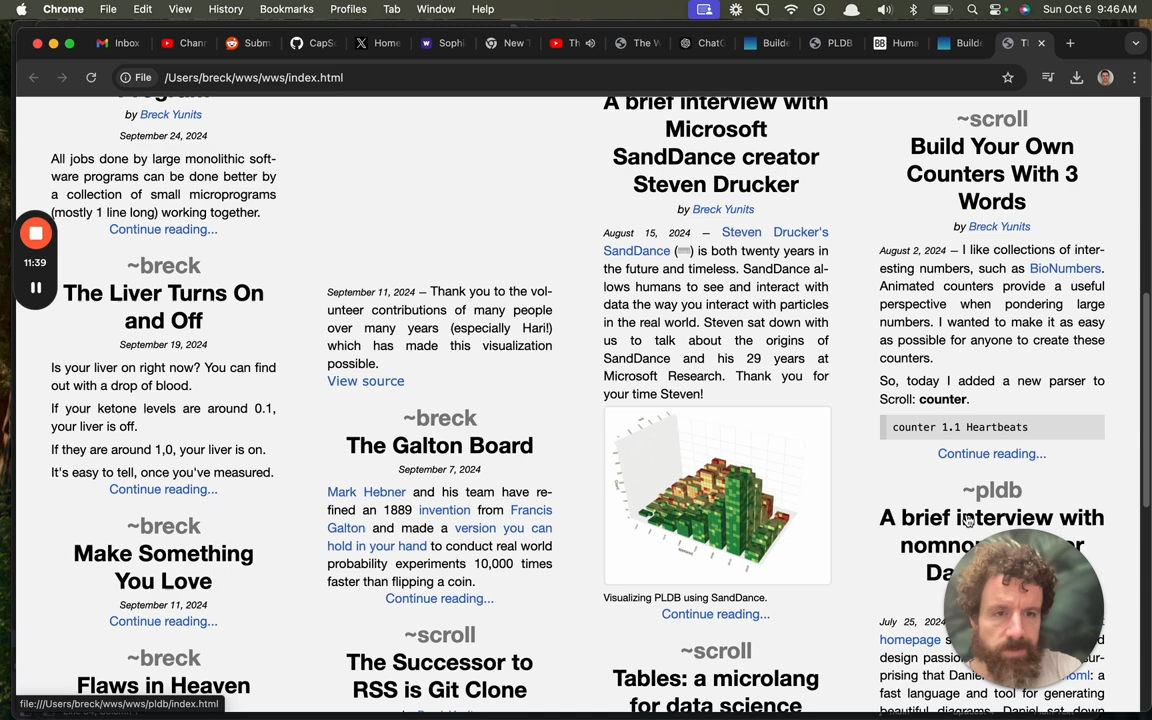 Chrome File Edit View History Bookmarks Profiles Tab Window Help
Sun Oct 6 9:46 AM
Inbox
Chann
Subm
CapSc
Home
Sophi
New T
Th
The W
ChatG
Builde
PLDB
BB Huma
Builde
Th
File /Users/breck/wws/wws/index.html
11:39
by Breck Yunits
September 24, 2024
All jobs done by large monolithic soft-
ware programs can be done better by
a collection of small microprograms
(mostly 1 line long) working together.
Continue reading...
~breck
The Liver Turns On
and Off
September 19, 2024
Is your liver on right now? You can find
out with a drop of blood.
If your ketone levels are around 0.1,
your liver is off.
If they are around 1,0, your liver is on.
It's easy to tell, once you've measured.
Continue reading...
~breck
Make Something
You Love
September 11, 2024
Continue reading...
~breck
Flaws in Heaven
September 11, 2024 – Thank you to the vol-
unteer contributions of many people
over many years (especially Hari!)
which has made this visualization
possible.
View source
~breck
The Galton Board
September 7, 2024
Mark Hebner and his team have re-
fined an 1889 invention from Francis
Galton and made a version you can
hold in your hand to conduct real world
probability experiments 10,000 times
faster than flipping a coin.
Continue reading...
~scroll
The Successor to
RSS is Git Clone
A brief interview with
Microsoft
SandDance creator
Steven Drucker
by Breck Yunits
August 15, 2024 – Steven Drucker's
SandDance () is both twenty years in
the future and timeless. SandDance al-
lows humans to see and interact with
data the way you interact with particles
in the real world. Steven sat down with
us to talk about the origins of
SandDance and his 29 years at
Microsoft Research. Thank you for
your time Steven!
Visualizing PLDB using SandDance.
Continue reading...
~scroll
Tables: a microlang
for data science
~scroll
Build Your Own
Counters With 3
Words
by Breck Yunits
August 2, 2024 – I like collections of inter-
esting numbers, such as BioNumbers.
Animated counters provide a useful
perspective when pondering large
numbers. I wanted to make it as easy
as possible for anyone to create these
counters.
So, today I added a new parser to
Scroll: counter.
counter 1.1 Heartbeats
Continue reading...
~pldb
A brief interview with
July 25, 2024
homepage
design
prising that
fast language and tool for generating
beautiful diagrams. Daniel sat down
file:///Users/breck/wws/pldb/index.html